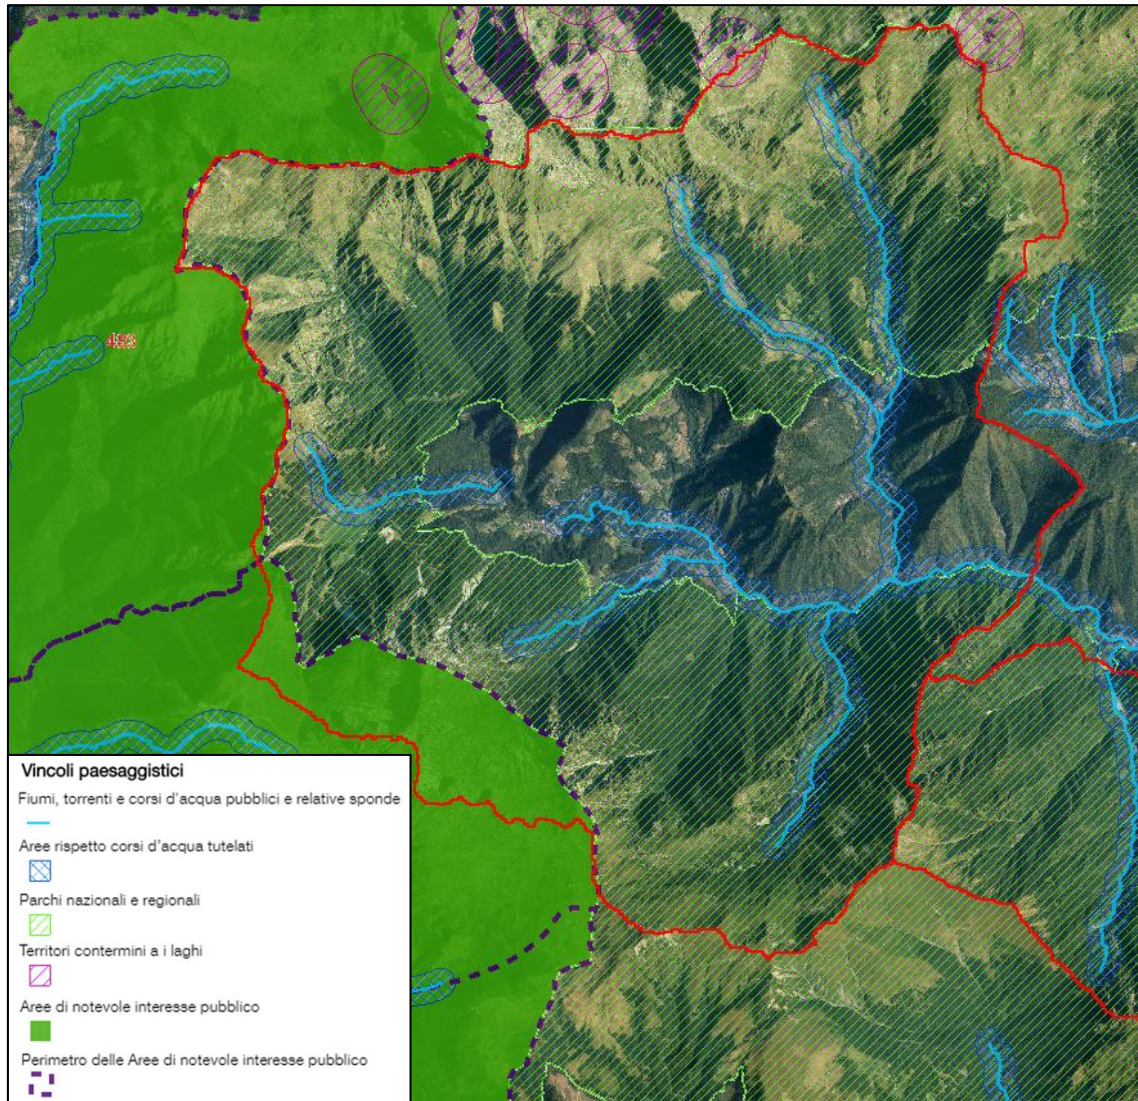 483
Vincoli paesaggistici
Fiumi, torrenti e corsi d'acqua pubblici e relative sponde
Aree rispetto corsi d'acqua tutelati
Parchi nazionali e regionali
Territori contermini a i laghi
Aree di notevole interesse pubblico
Perimetro delle Aree di notevole interesse pubblico